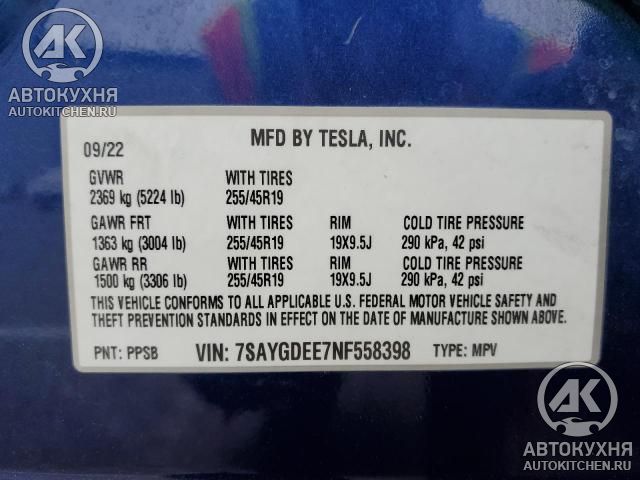 AK
АВТОКУХНЯ
AUTOKITCHEN.RU
MFD BY TESLA, INC.
09/22
GVWR WITH TIRES
2369 kg (5224 lb) 255/45R19
GAWR FRT WITH TIRES RIM COLD TIRE PRESSURE
1363 kg (3004 lb) 255/45R19 19X9.5J 290 kPa, 42 psi
GAWR RR WITH TIRES RIM COLD TIRE PRESSURE
1500 kg (3306 lb) 255/45R19 19X9.5J 290 kPa, 42 psi
THIS VEHICLE CONFORMS TO ALL APPLICABLE U.S. FEDERAL MOTOR VEHICLE SAFETY AND
THEFT PREVENTION STANDARDS IN EFFECT ON THE DATE OF MANUFACTURE SHOWN ABOVE.
PNT: PPSB VIN: 7SAYGDEE7NF558398 TYPE: MPV
AK
АВТОКУХНЯ
AUTOKITCHEN.RU